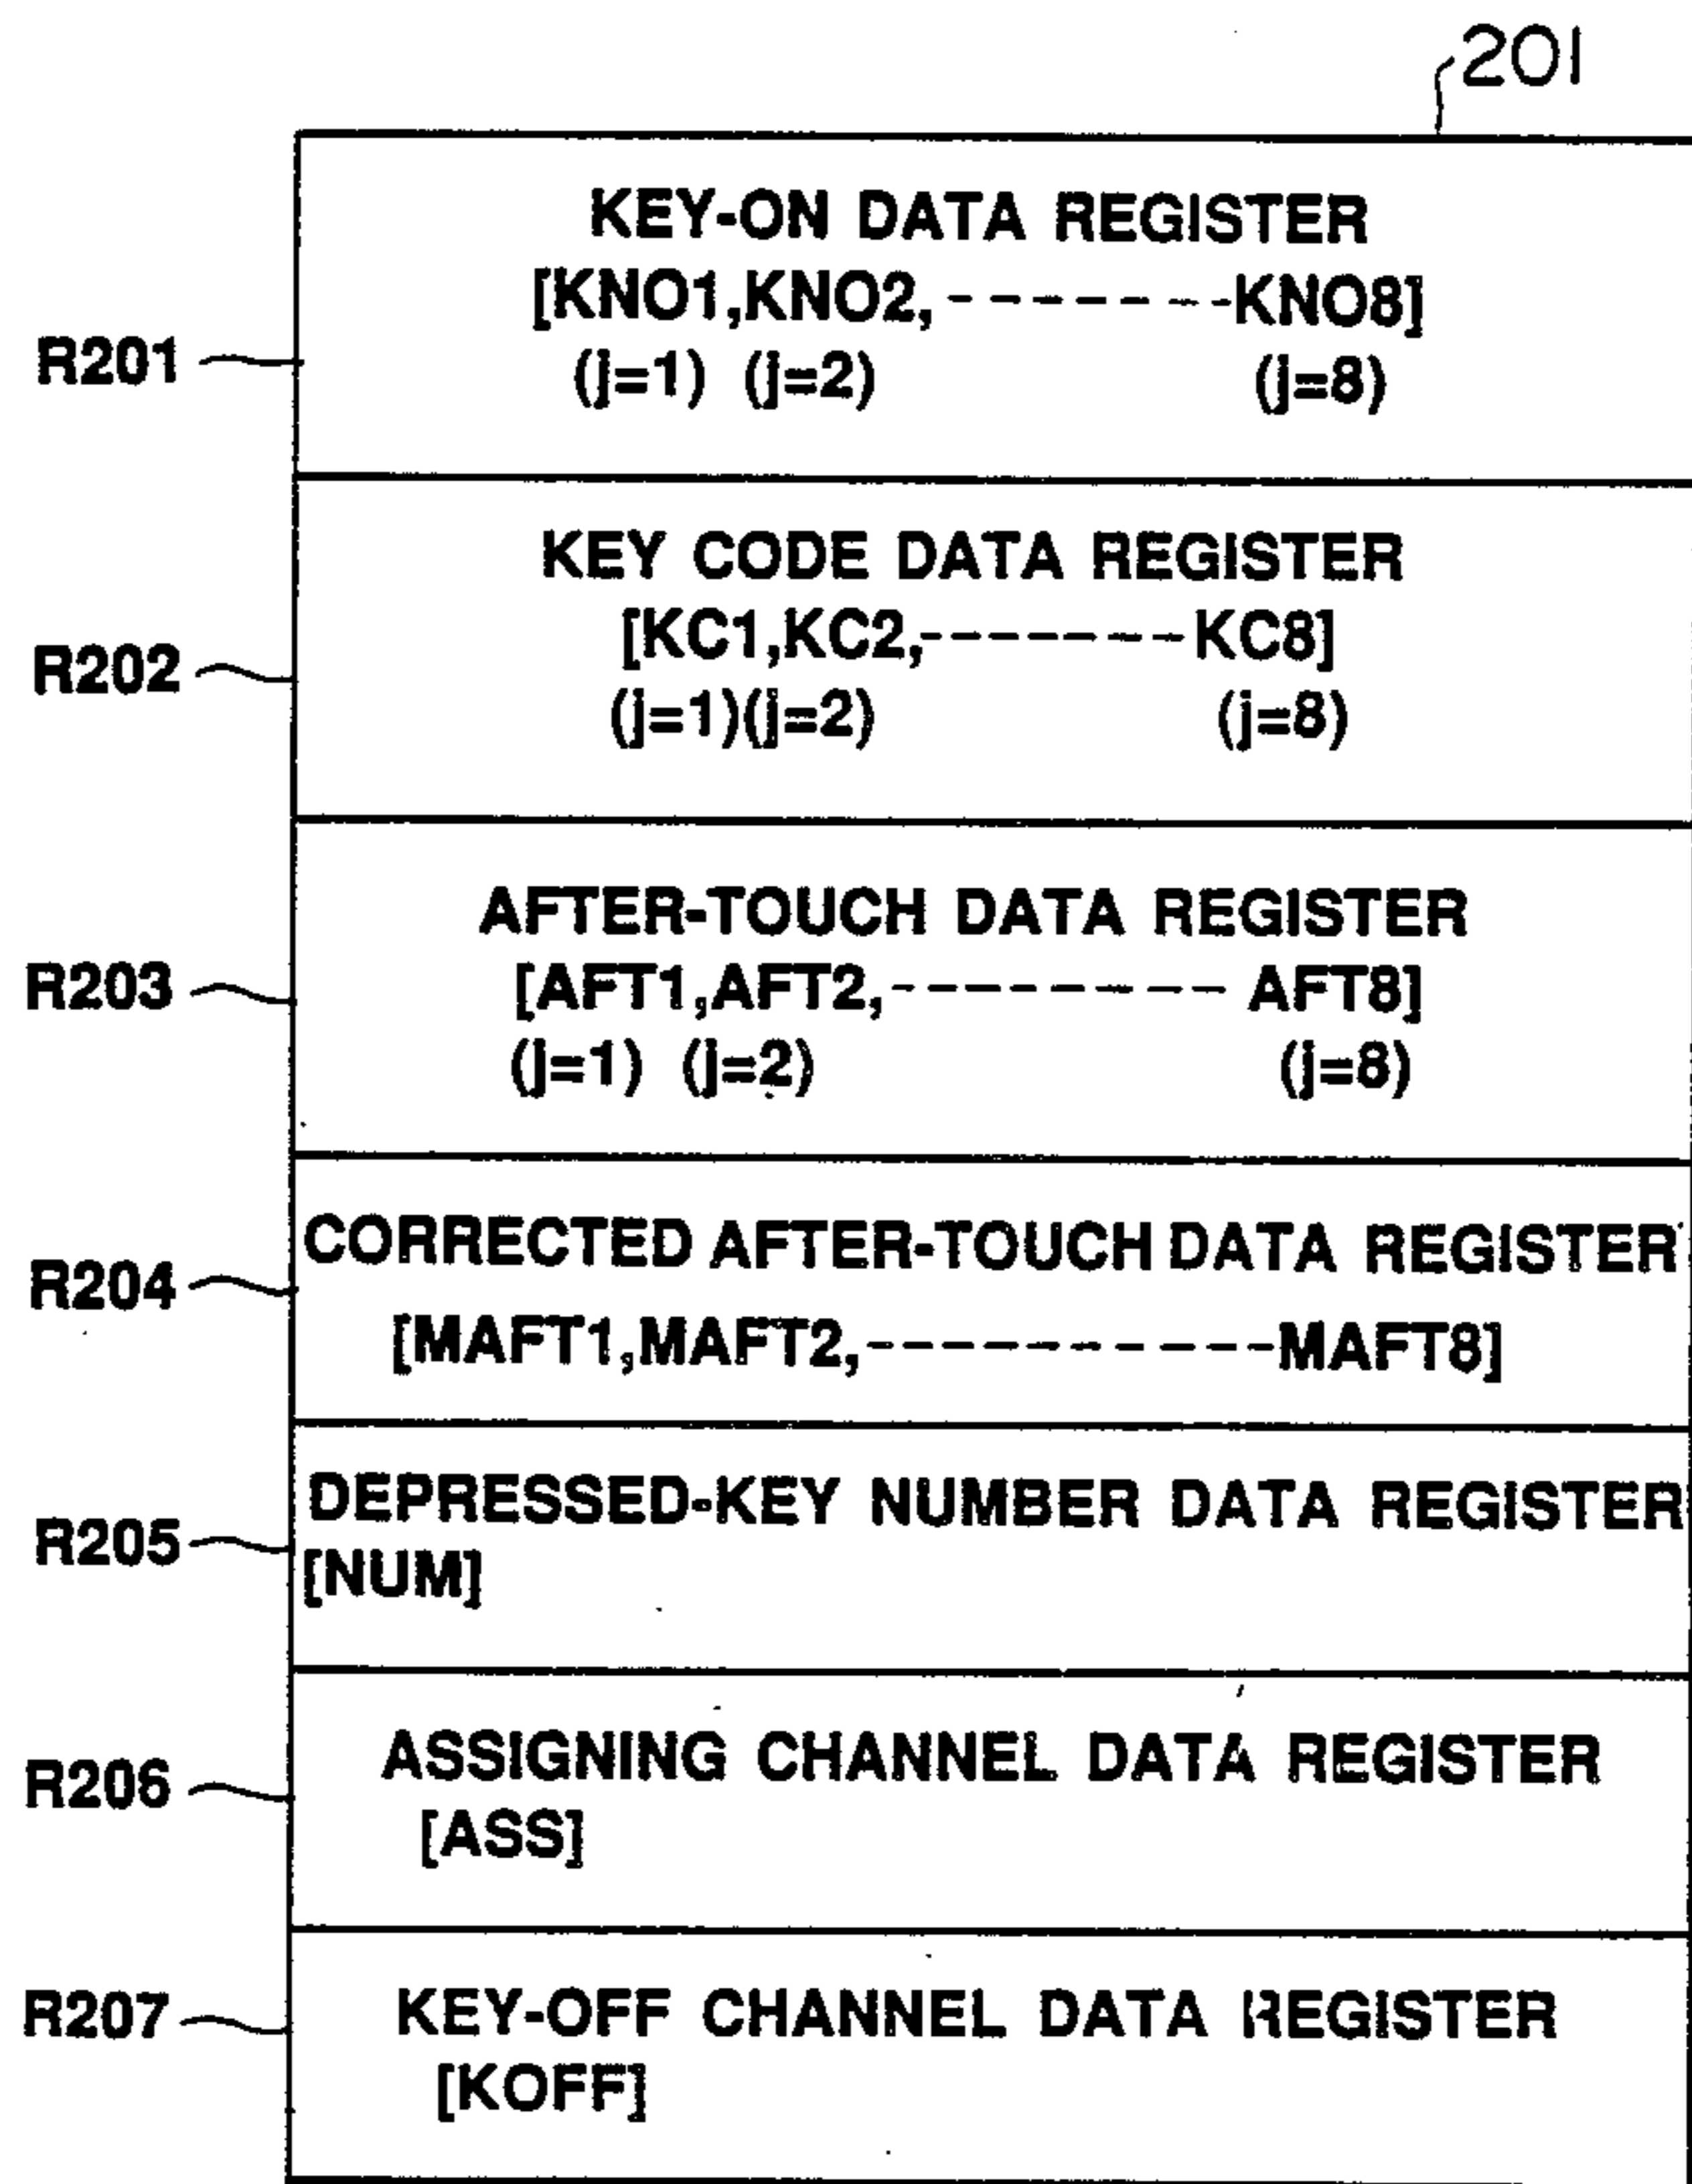 201
KEY-ON DATA REGISTER
[KNO1,KNO2,--------KNO8]
R201
(j=1) (j=2) (j=8)
KEY CODE DATA REGISTER
[KC1,KC2,-------KC8]
R202
(j=1)(j=2) (j=8)
AFTER-TOUCH DATA REGISTER
R203
[AFT1,AFT2,-------- AFT8]
(j=1) (j=2) (j=8)
CORRECTED AFTER-TOUCH DATA REGISTER
R204
[MAFT1,MAFT2,----------MAFT8]
DEPRESSED-KEY NUMBER DATA REGISTER
R205
[NUM]
ASSIGNING CHANNEL DATA REGISTER
R206
[ASS]
R207
KEY-OFF CHANNEL DATA REGISTER
[KOFF]